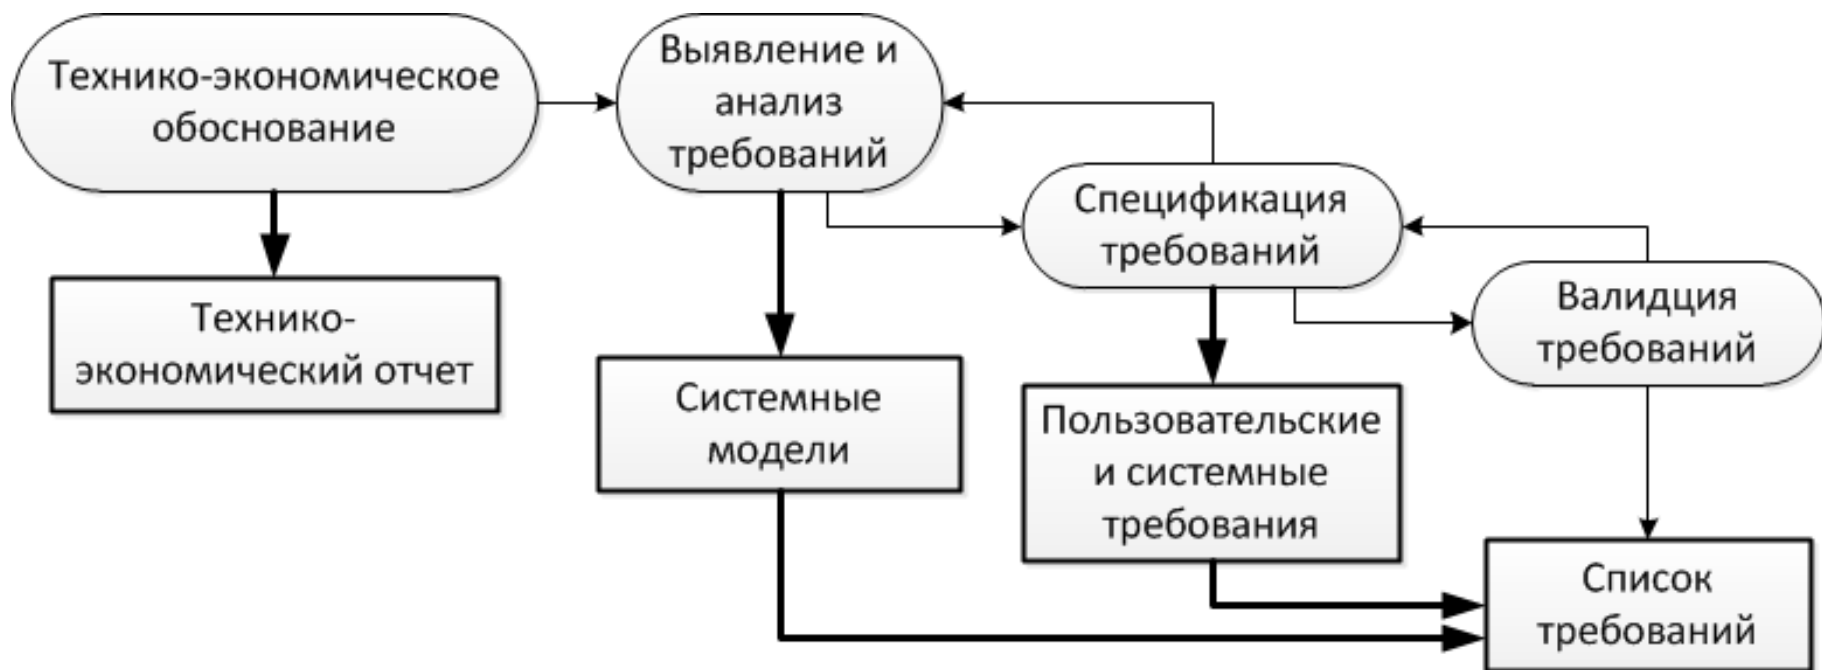 Технико-экономическое
обоснование
Выявление и
анализ
требований
Спецификация
требований
Валидция
требований
Технико-
экономический отчет
Системные
модели
Пользовательские
и системные
требования
Список
требований